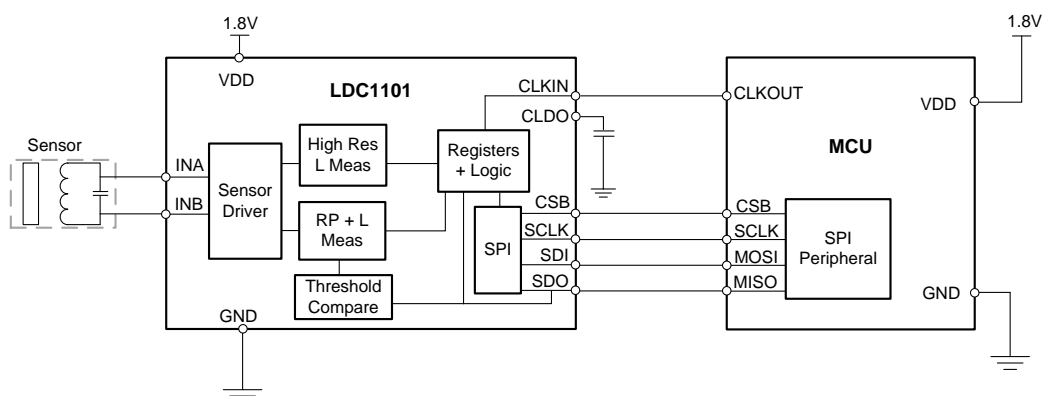 1.8V
VDD
LDC1101
CLKIN
CLDO
Sensor
INA
INB
Sensor
Driver
High Res
L Meas
RP + L
Meas
Threshold
Compare
Registers
+ Logic
SPI
CSB
SCLK
SDI
SDO
GND
1.8V
CLKOUT
VDD
MCU
CSB
SCLK
MOSI
MISO
SPI
Peripheral
GND